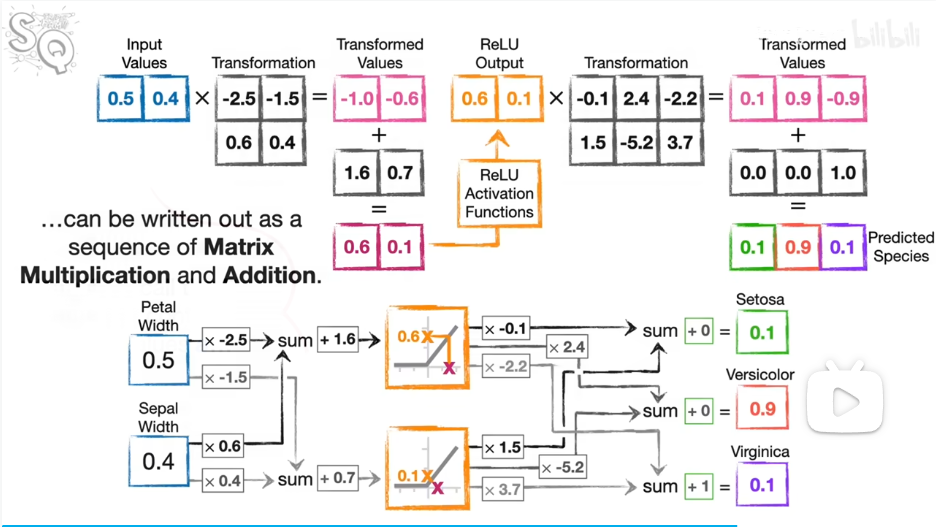 SQ
bilibili
Input
Values
Transformation
Transformed
Values
ReLU
Output
Transformation
Transformed
Values
0.5 0.4 × -2.5 -1.5 = -1.0 -0.6
0.6 0.4
+
1.6 0.7
=
0.6 0.1
0.6 0.1 × -0.1 2.4 -2.2 = 0.1 0.9 -0.9
1.5 -5.2 3.7
+
0.0 0.0 1.0
=
0.1 0.9 0.1
Predicted
Species
ReLU
Activation
Functions
...can be written out as a
sequence of Matrix
Multiplication and Addition.
Petal
Width
0.5
× -2.5
sum
+ 1.6
0.6
x
x
× -0.1
× 2.4
× -2.2
× -1.5
Sepal
Width
0.4
× 0.6
× 0.4
sum
+ 0.7
0.1
x
x
× 1.5
× -5.2
× 3.7
Setosa
sum + 0 = 0.1
Versicolor
sum + 0 = 0.9
Virginica
sum + 1 = 0.1